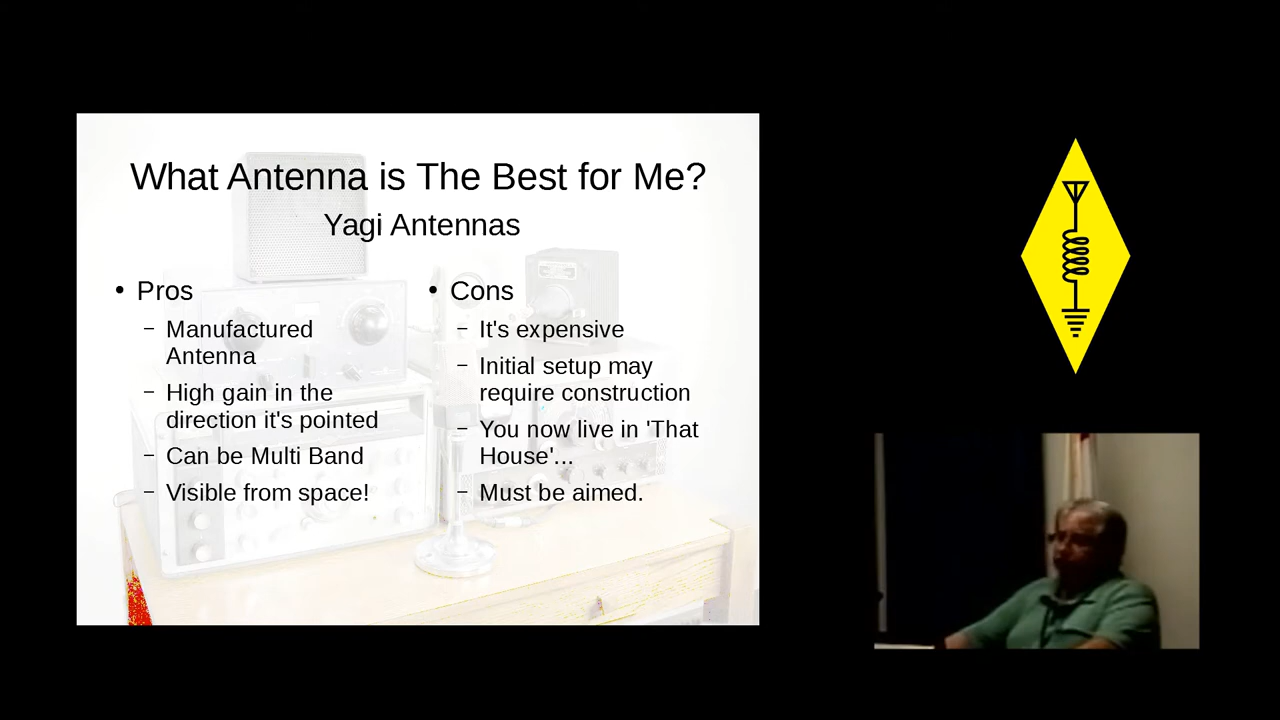 What Antenna is The Best for Me?
Yagi Antennas
• Pros
– Manufactured
Antenna
– High gain in the
direction it's pointed
– Can be Multi Band
– Visible from space!
• Cons
– It's expensive
– Initial setup may
require construction
– You now live in 'That
House'...
– Must be aimed.